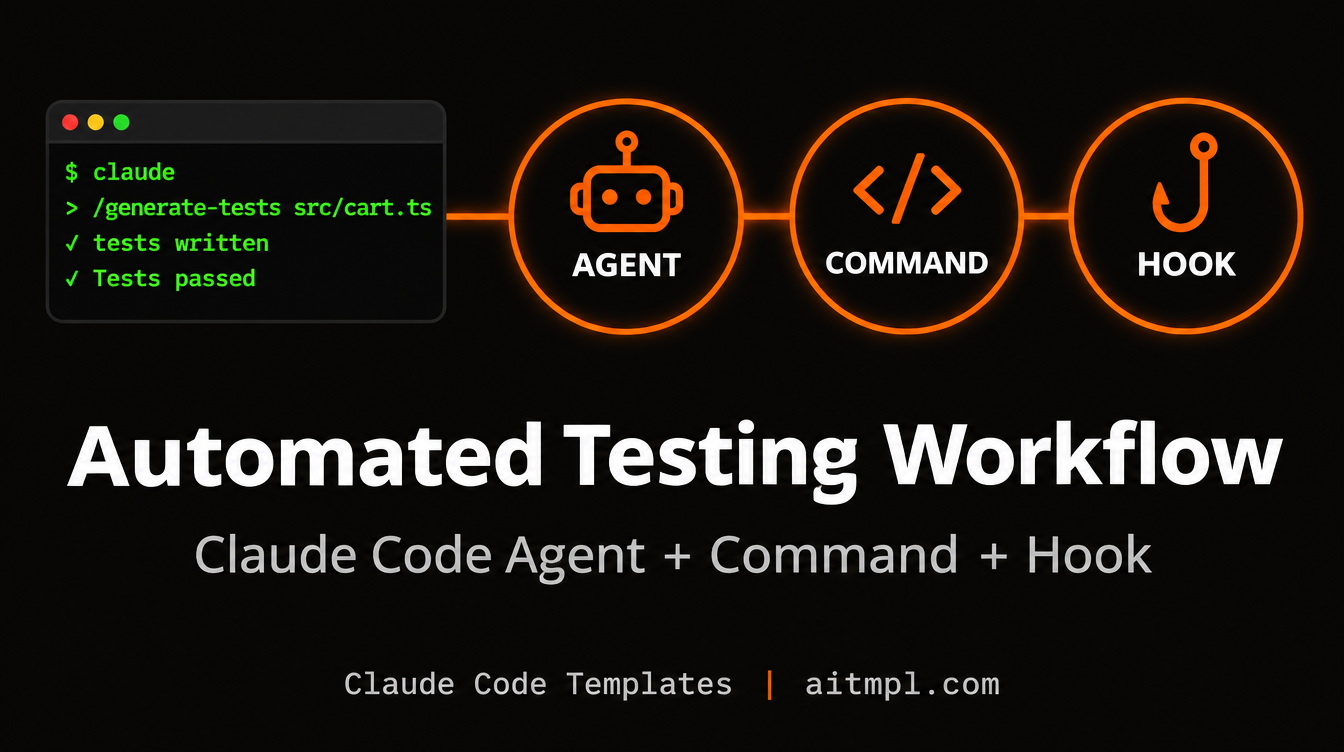 $ claude
> /generate-tests src/cart.ts
✓ tests written
✓ Tests passed
AGENT
</>
COMMAND
HOOK
Automated Testing Workflow
Claude Code Agent + Command + Hook
Claude Code Templates | aitmpl.com